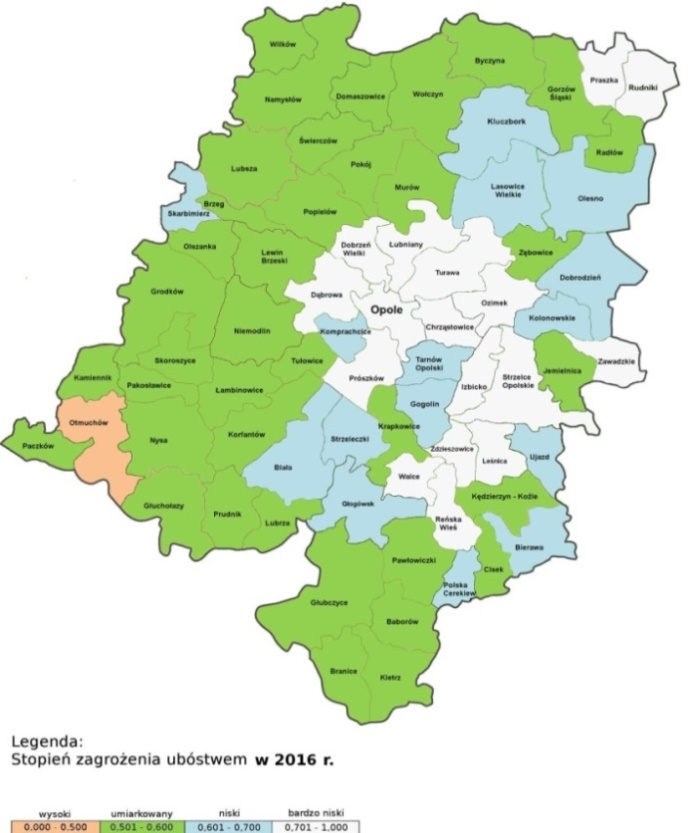 Wilków
Byczyna
Praszka
Rudniki
Namysłów
Domaszowice
Wołczyn
Gorzów
Śląski
Kluczbork
Świerczów
Radłów
Lubsza
Pokój
Murów
Lasowice
Wielkie
Olesno
Brzeg
Skarbimierz
Popielów
Olszanka
Lewin
Brzeski
Dobrzeń
Wielki
Łubniany
Zębowice
Turawa
Dobrodzień
Grodków
Dąbrowa
Ozimek
Opole
Kolonowskie
Niemodlin
Komprachcice
Chrząstowice
Skoroszyce
Tułowice
Tarnów
Opolski
Zawadzkie
Jemielnica
Kamiennik
Pakosławice
Łambinowice
Prószków
Izbicko
Strzelce
Opolskie
Gogolin
Otmuchów
Krapkowice
Paczków
Nysa
Korfantów
Strzeleczki
Zdzieszowice
Leśnica
Ujazd
Biała
Walce
Kędzierzyn - Koźle
Głuchołazy
Prudnik
Lubrza
Głogówek
Reńska
Wieś
Bierawa
Pawłowiczki
Cisek
Polska
Cerekiew
Głubczyce
Baborów
Branice
Kietrz
Legenda:
Stopień zagrożenia ubóstwem w 2016 r.
wysoki umiarkowany niski bardzo niski
0,000 - 0.500 0,501 - 0,600 0,601 - 0,700 0,701 - 1,000